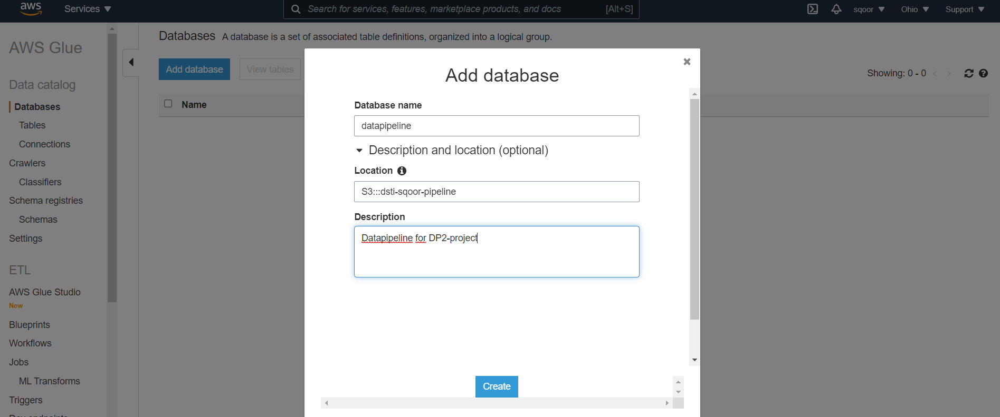 aws
Services
Search for services, features, marketplace products, and docs
[Alt+S]
sqoor
Ohio
Support
AWS Glue
Data catalog
Databases
Tables
Connections
Crawlers
Classifiers
Schema registries
Schemas
Settings
ETL
AWS Glue Studio
New
Blueprints
Workflows
Jobs
ML Transforms
Triggers
Dev endpoints
Databases A database is a set of associated table definitions, organized into a logical group.
Add database
View tables
Showing: 0 - 0
Name
Add database
Database name
datapipeline
Description and location (optional)
Location
S3:::dsti-sqoor-pipeline
Description
Datapipeline for DP2-project
Create